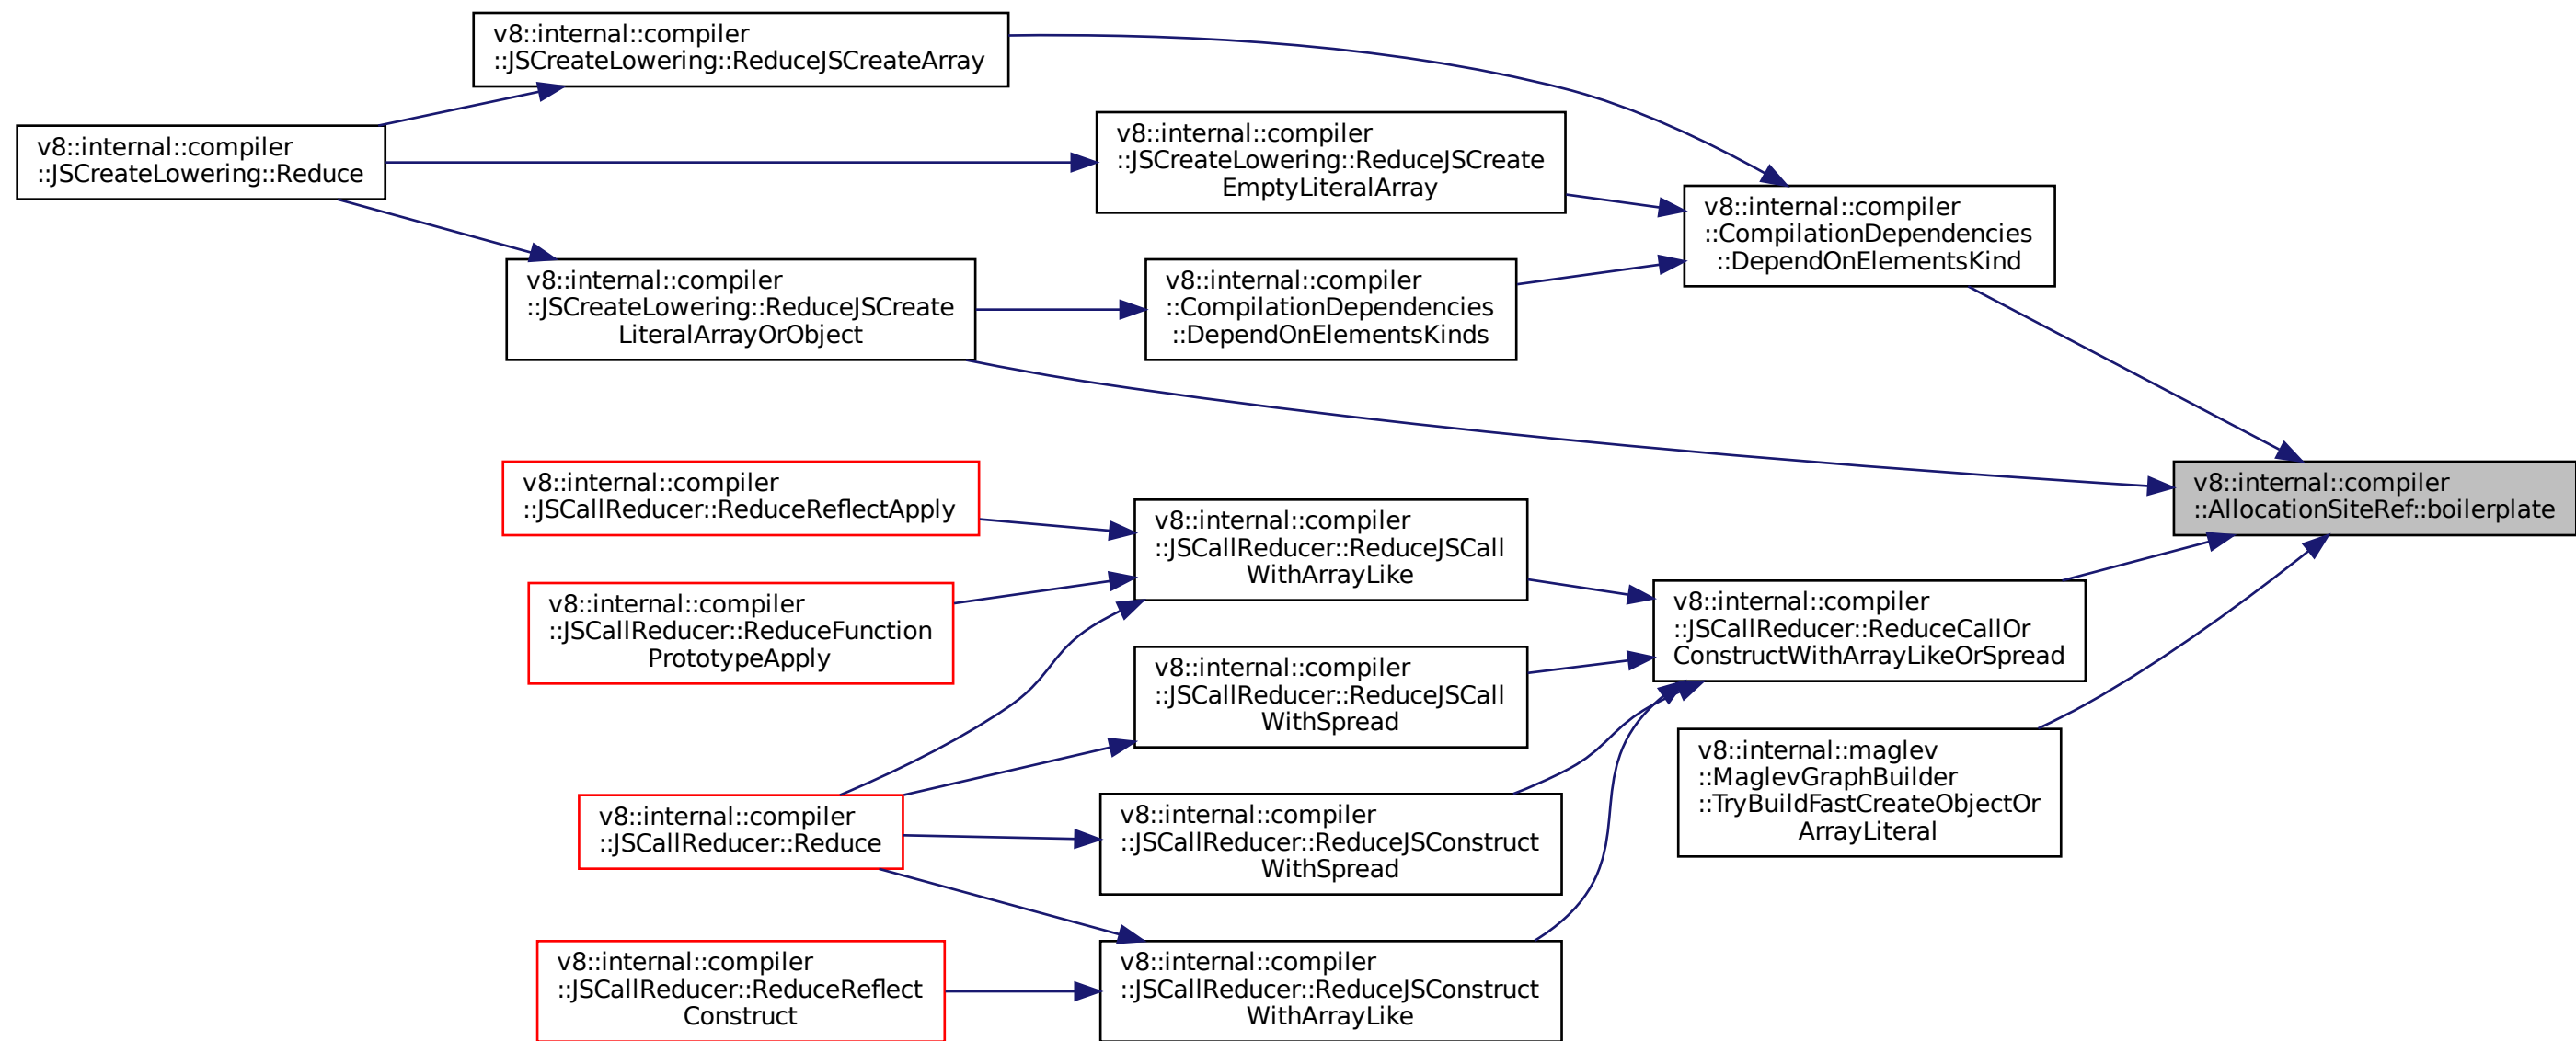 v8::internal::compiler
::JSCreateLowering::ReduceJSCreateArray
v8::internal::compiler
::JSCreateLowering::Reduce
v8::internal::compiler
::JSCreateLowering::ReduceJSCreate
EmptyLiteralArray
v8::internal::compiler
::CompilationDependencies
::DependOnElementsKind
v8::internal::compiler
::JSCreateLowering::ReduceJSCreate
LiteralArrayOrObject
v8::internal::compiler
::CompilationDependencies
::DependOnElementsKinds
v8::internal::compiler
::AllocationSiteRef::boilerplate
v8::internal::compiler
::JSCallReducer::ReduceReflectApply
v8::internal::compiler
::JSCallReducer::ReduceJSCall
WithArrayLike
v8::internal::compiler
::JSCallReducer::ReduceFunction
PrototypeApply
v8::internal::compiler
::JSCallReducer::ReduceCallOr
ConstructWithArrayLikeOrSpread
v8::internal::compiler
::JSCallReducer::ReduceJSCall
WithSpread
v8::internal::maglev
::MaglevGraphBuilder
::TryBuildFastCreateObjectOr
ArrayLiteral
v8::internal::compiler
::JSCallReducer::Reduce
v8::internal::compiler
::JSCallReducer::ReduceJSConstruct
WithSpread
v8::internal::compiler
::JSCallReducer::ReduceReflect
Construct
v8::internal::compiler
::JSCallReducer::ReduceJSConstruct
WithArrayLike